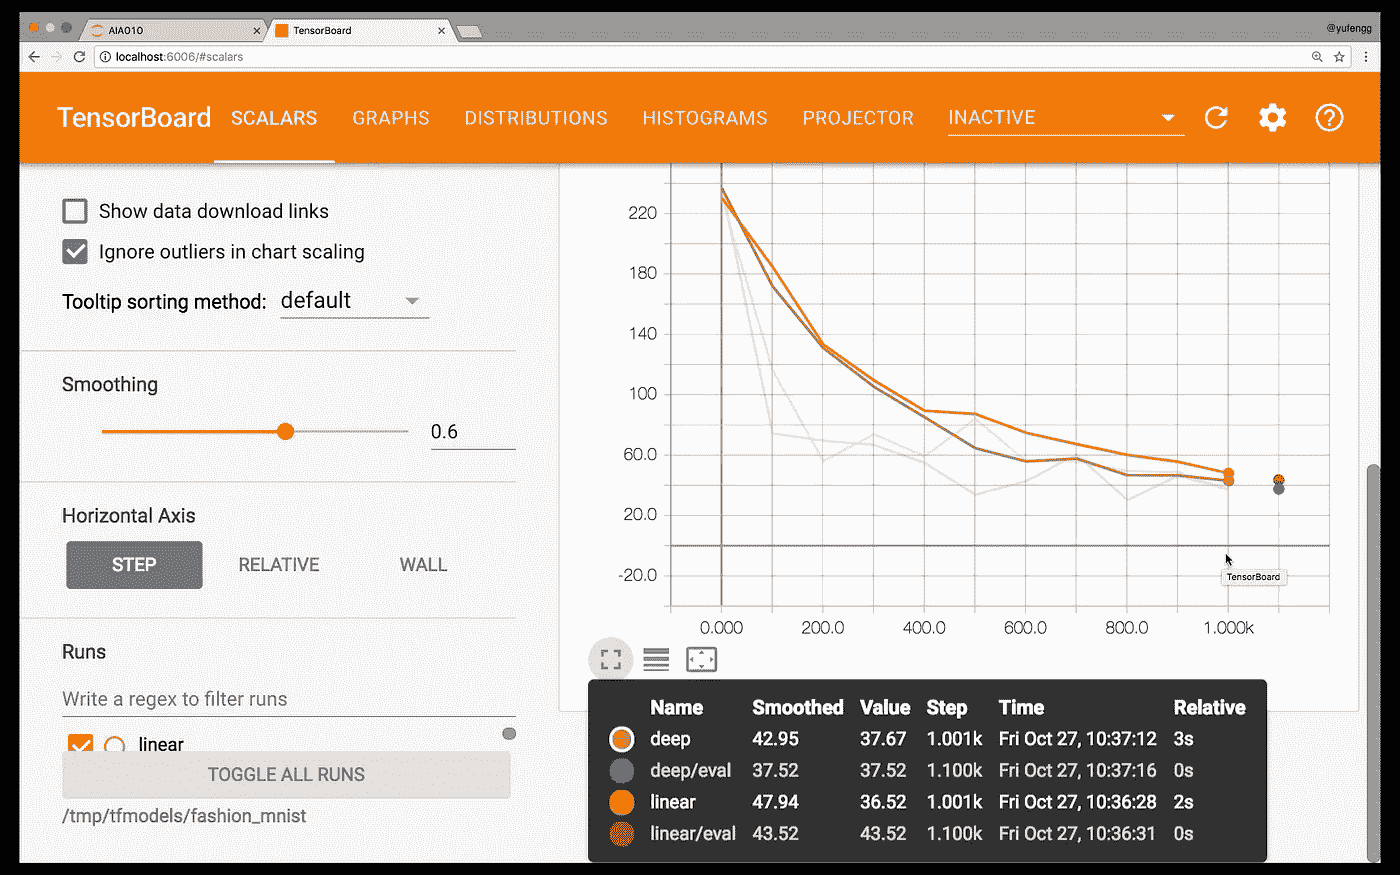 AIA010
TensorBoard
@yufengg
localhost:6006/#scalars
TensorBoard SCALARS GRAPHS DISTRIBUTIONS HISTOGRAMS PROJECTOR INACTIVE
Show data download links
Ignore outliers in chart scaling
Tooltip sorting method: default
Smoothing
0.6
Horizontal Axis
STEP RELATIVE WALL
Runs
Write a regex to filter runs
linear
TOGGLE ALL RUNS
/tmp/tfmodels/fashion_mnist
220
180
140
100
60.0
20.0
-20.0
0.000 200.0 400.0 600.0 800.0 1.000k
TensorBoard
Name Smoothed Value Step Time Relative
deep 42.95 37.67 1.001k Fri Oct 27, 10:37:12 3s
deep/eval 37.52 37.52 1.100k Fri Oct 27, 10:37:16 0s
linear 47.94 36.52 1.001k Fri Oct 27, 10:36:28 2s
linear/eval 43.52 43.52 1.100k Fri Oct 27, 10:36:31 0s